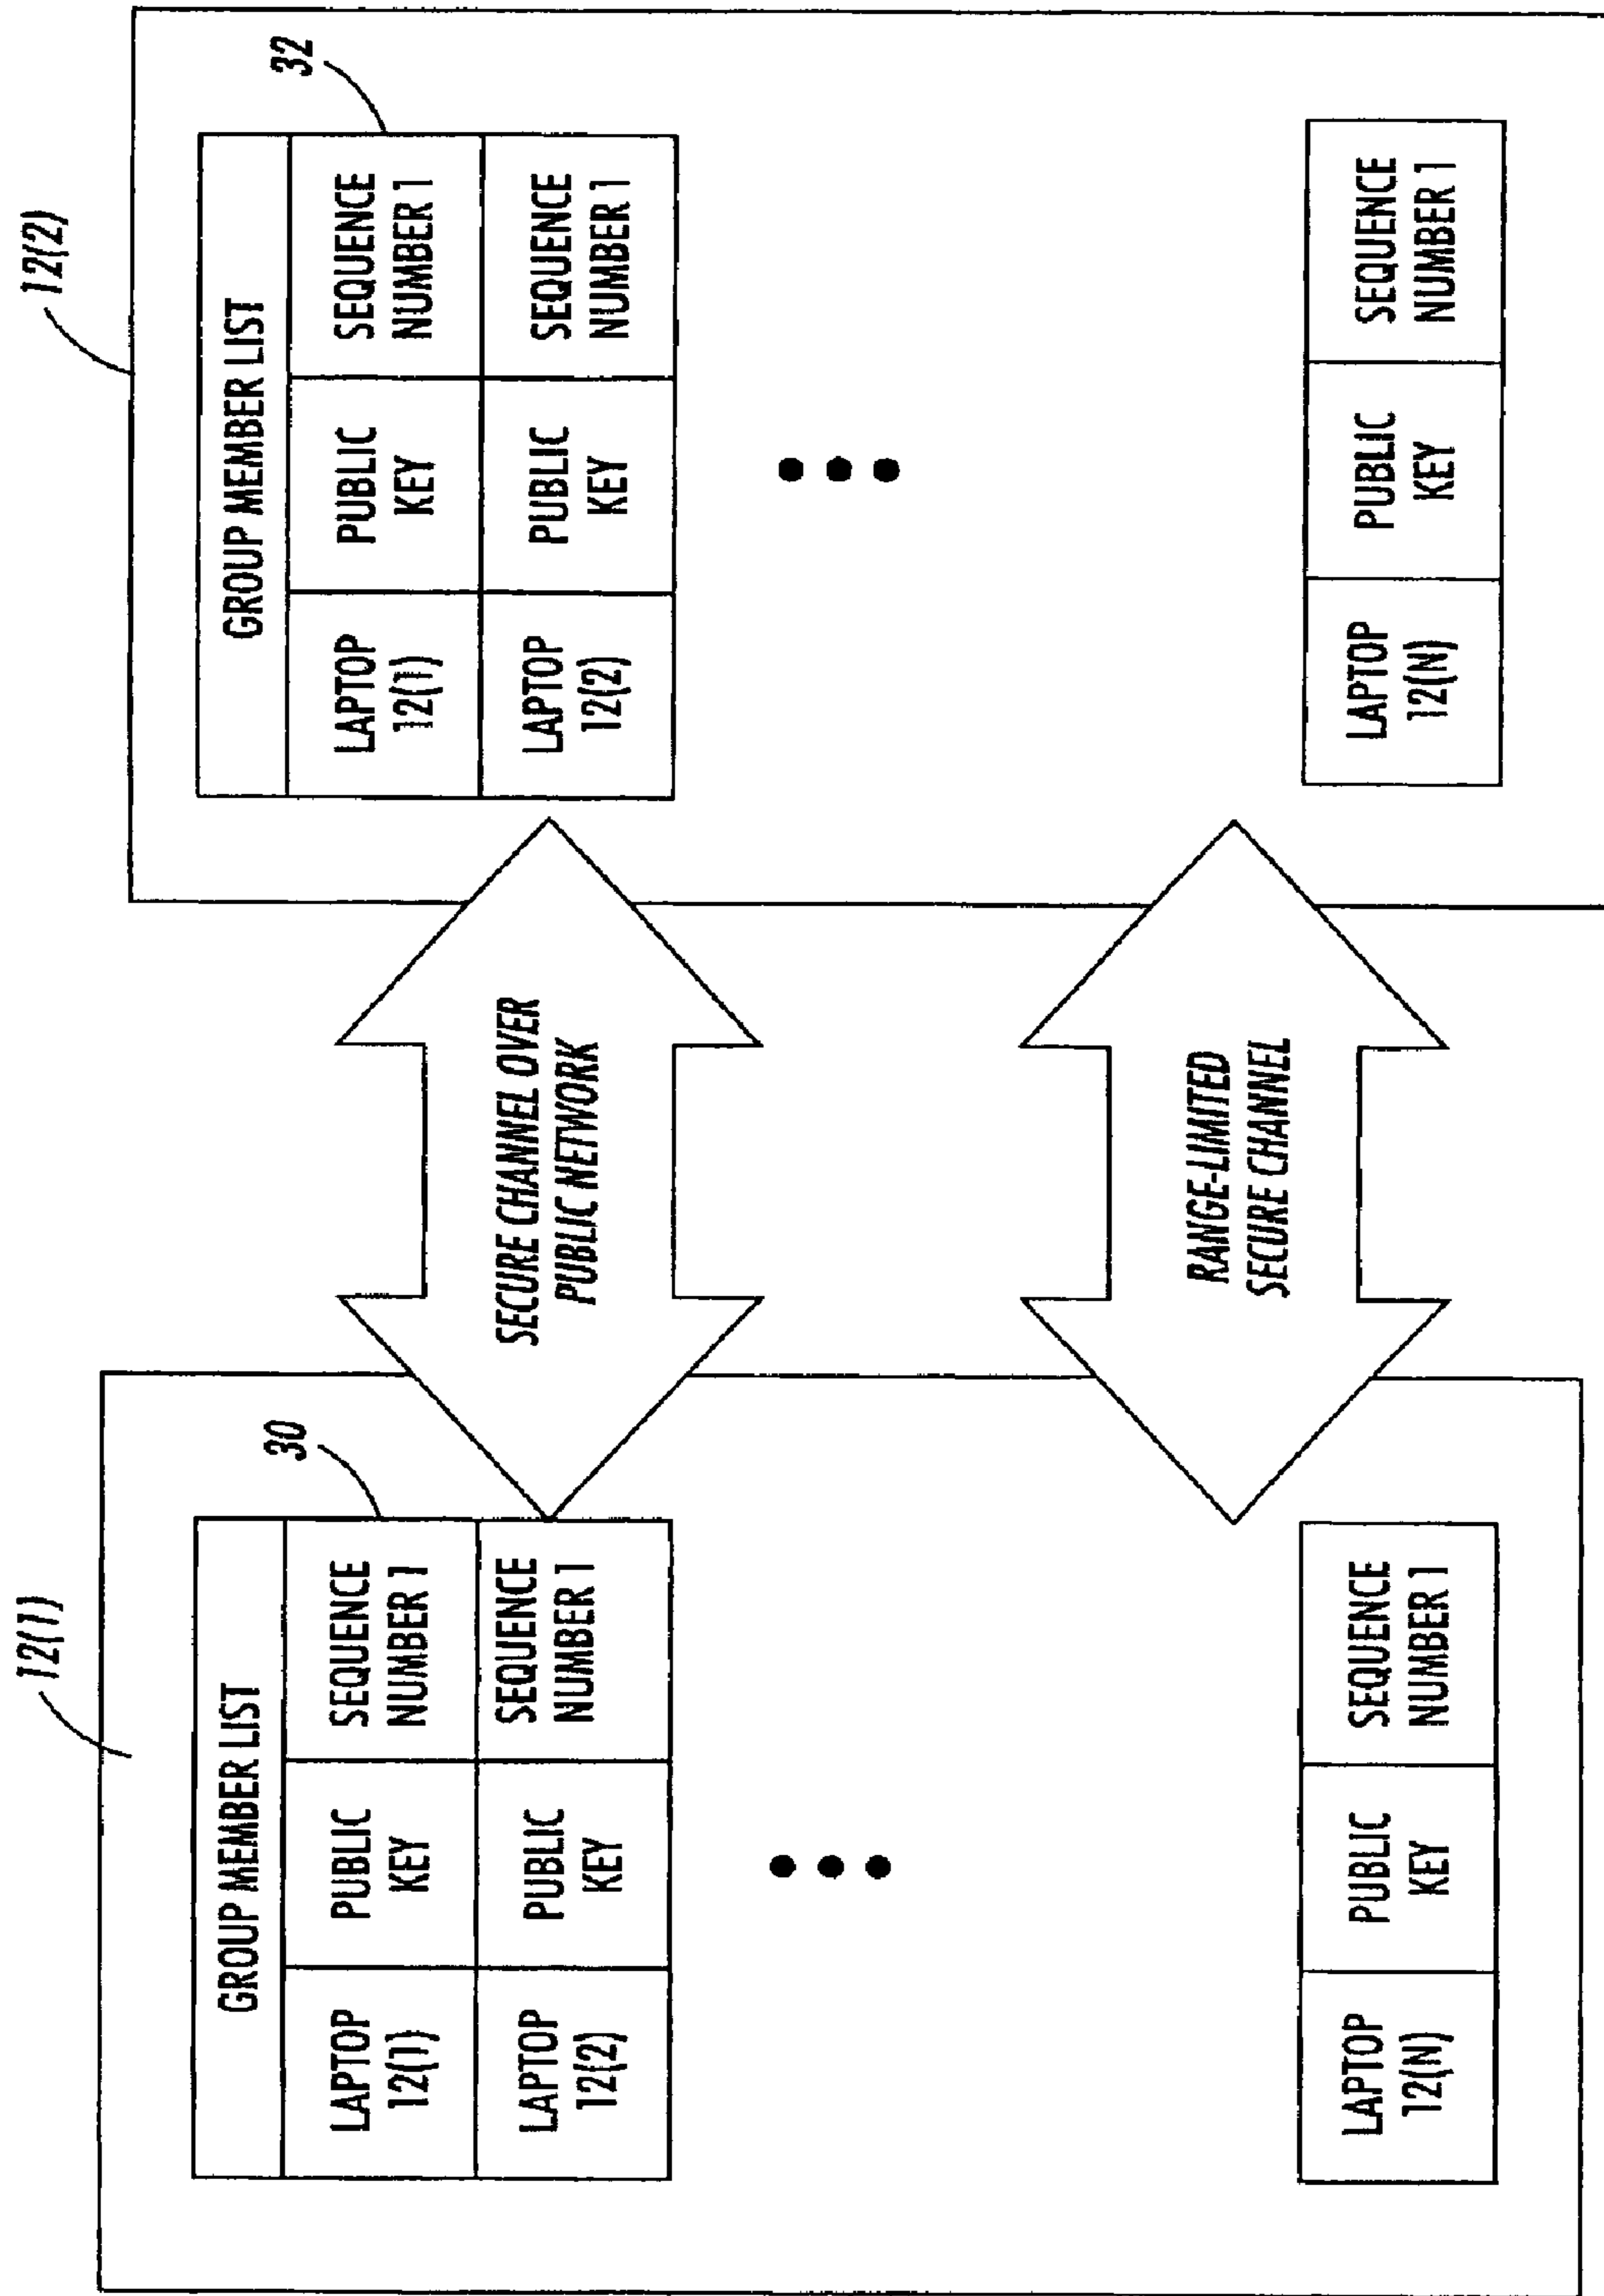 12(1)
30
GROUP MEMBER LIST
LAPTOP
12(1)
PUBLIC
KEY
SEQUENCE
NUMBER 1
LAPTOP
12(2)
PUBLIC
KEY
SEQUENCE
NUMBER 1
LAPTOP
12(N)
PUBLIC
KEY
SEQUENCE
NUMBER 1
SECURE CHANNEL OVER
PUBLIC NETWORK
RANGE-LIMITED
SECURE CHANNEL
12(2)
32
GROUP MEMBER LIST
LAPTOP
12(1)
PUBLIC
KEY
SEQUENCE
NUMBER 1
LAPTOP
12(2)
PUBLIC
KEY
SEQUENCE
NUMBER 1
LAPTOP
12(N)
PUBLIC
KEY
SEQUENCE
NUMBER 1